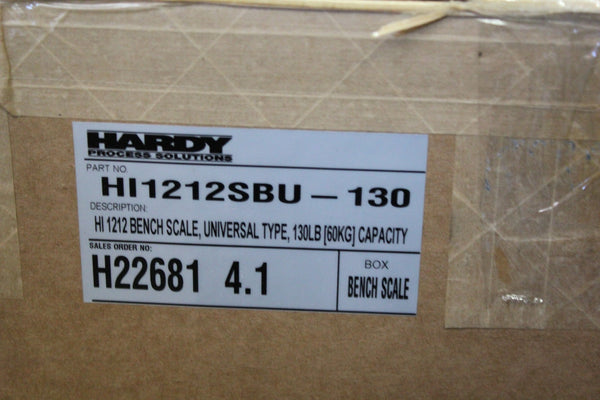 HARDY
PROCESS SOLUTIONS
PART NO.
HI1212SBU – 130
DESCRIPTION:
HI 1212 BENCH SCALE, UNIVERSAL TYPE, 130LB [60KG] CAPACITY
SALES ORDER NO:
H22681 4.1
BOX
BENCH SCALE